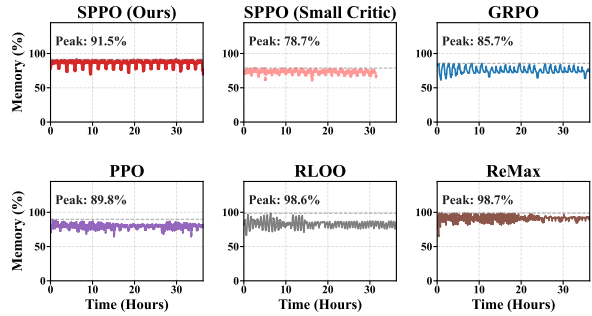 SPPO (Ours) SPPO (Small Critic) GRPO
Memory (%)
100
50
0
Peak: 91.5%
0 10 20 30
100
50
0
Peak: 78.7%
0 10 20 30
100
50
0
Peak: 85.7%
0 10 20 30
PPO RLOO ReMax
Memory (%)
100
50
0
Peak: 89.8%
0 10 20 30
Time (Hours)
100
50
0
Peak: 98.6%
0 10 20 30
Time (Hours)
100
50
0
Peak: 98.7%
0 10 20 30
Time (Hours)